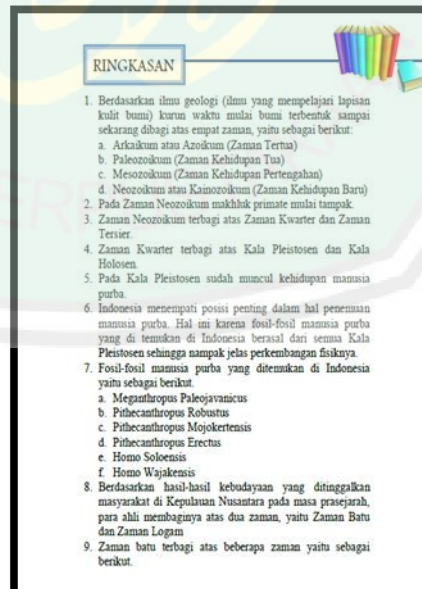 RINGKASAN
1. Berdasarkan ilmu geologi (ilmu yang mempelajari lapisan
kulit bumi) kurun waktu mulai bumi terbentuk sampai
sekarang dibagi atas empat zaman, yaitu sebagai berikut:
a. Arkaikum atau Azoikum (Zaman Tertua)
b. Paleozoikum (Zaman Kehidupan Tua)
c. Mesozoikum (Zaman Kehidupan Pertengahan)
d. Neozoikum atau Kainozoikum (Zaman Kehidupan Baru)
2. Pada Zaman Neozoikum makhluk primate mulai tampak.
3. Zaman Neozoikum terbagi atas Zaman Kwarter dan Zaman
Tersier.
4. Zaman Kwarter terbagi atas Kala Pleistosen dan Kala
Holosen.
5. Pada Kala Pleistosen sudah muncul kehidupan manusia
purba.
6. Indonesia menempati posisi penting dalam hal penemuan
manusia purba. Hal ini karena fosil-fosil manusia purba
yang di temukan di Indonesia berasal dari semua Kala
Pleistosen sehingga nampak jelas perkembangan fisiknya.
7. Fosil-fosil manusia purba yang ditemukan di Indonesia
yaitu sebagai berikut.
a. Meganthropus Paleojavanicus
b. Pithecanthropus Robustus
c. Pithecanthropus Mojokertensis
d. Pithecanthropus Erectus
e. Homo Soloensis
f. Homo Wajakensis
8. Berdasarkan hasil-hasil kebudayaan yang ditinggalkan
masyarakat di Kepulauan Nusantara pada masa prasejarah,
para ahli membaginya atas dua zaman, yaitu Zaman Batu
dan Zaman Logam
9. Zaman batu terbagi atas beberapa zaman yaitu sebagai
berikut.